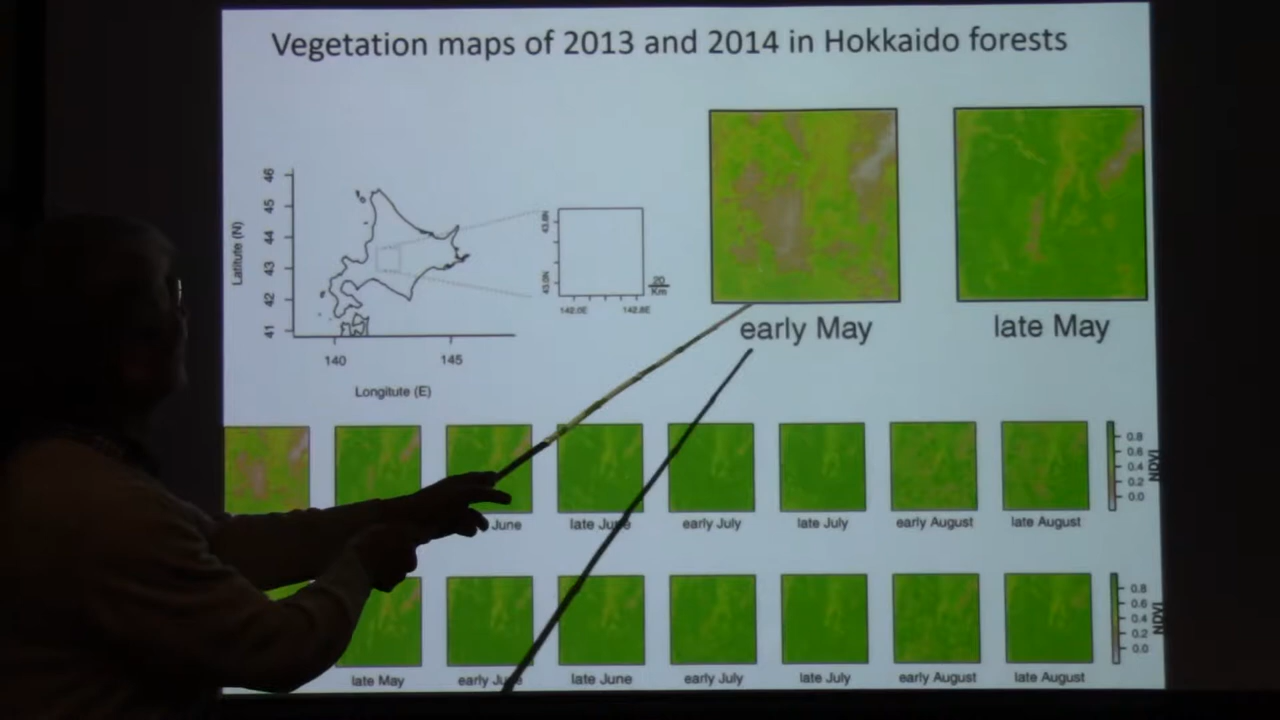 Vegetation maps of 2013 and 2014 in Hokkaido forests
46
45
44
43
42
41
Latitute (N)
140
145
Longitute (E)
43.0N
142.0E
142.8E
20
Km
early May
late May
June
late June
early July
late July
early August
late August
0.8
0.6
0.4
0.2
0.0
NDVI
late May
early June
late June
early July
late July
early August
late August
0.8
0.6
0.4
0.2
0.0
NDVI